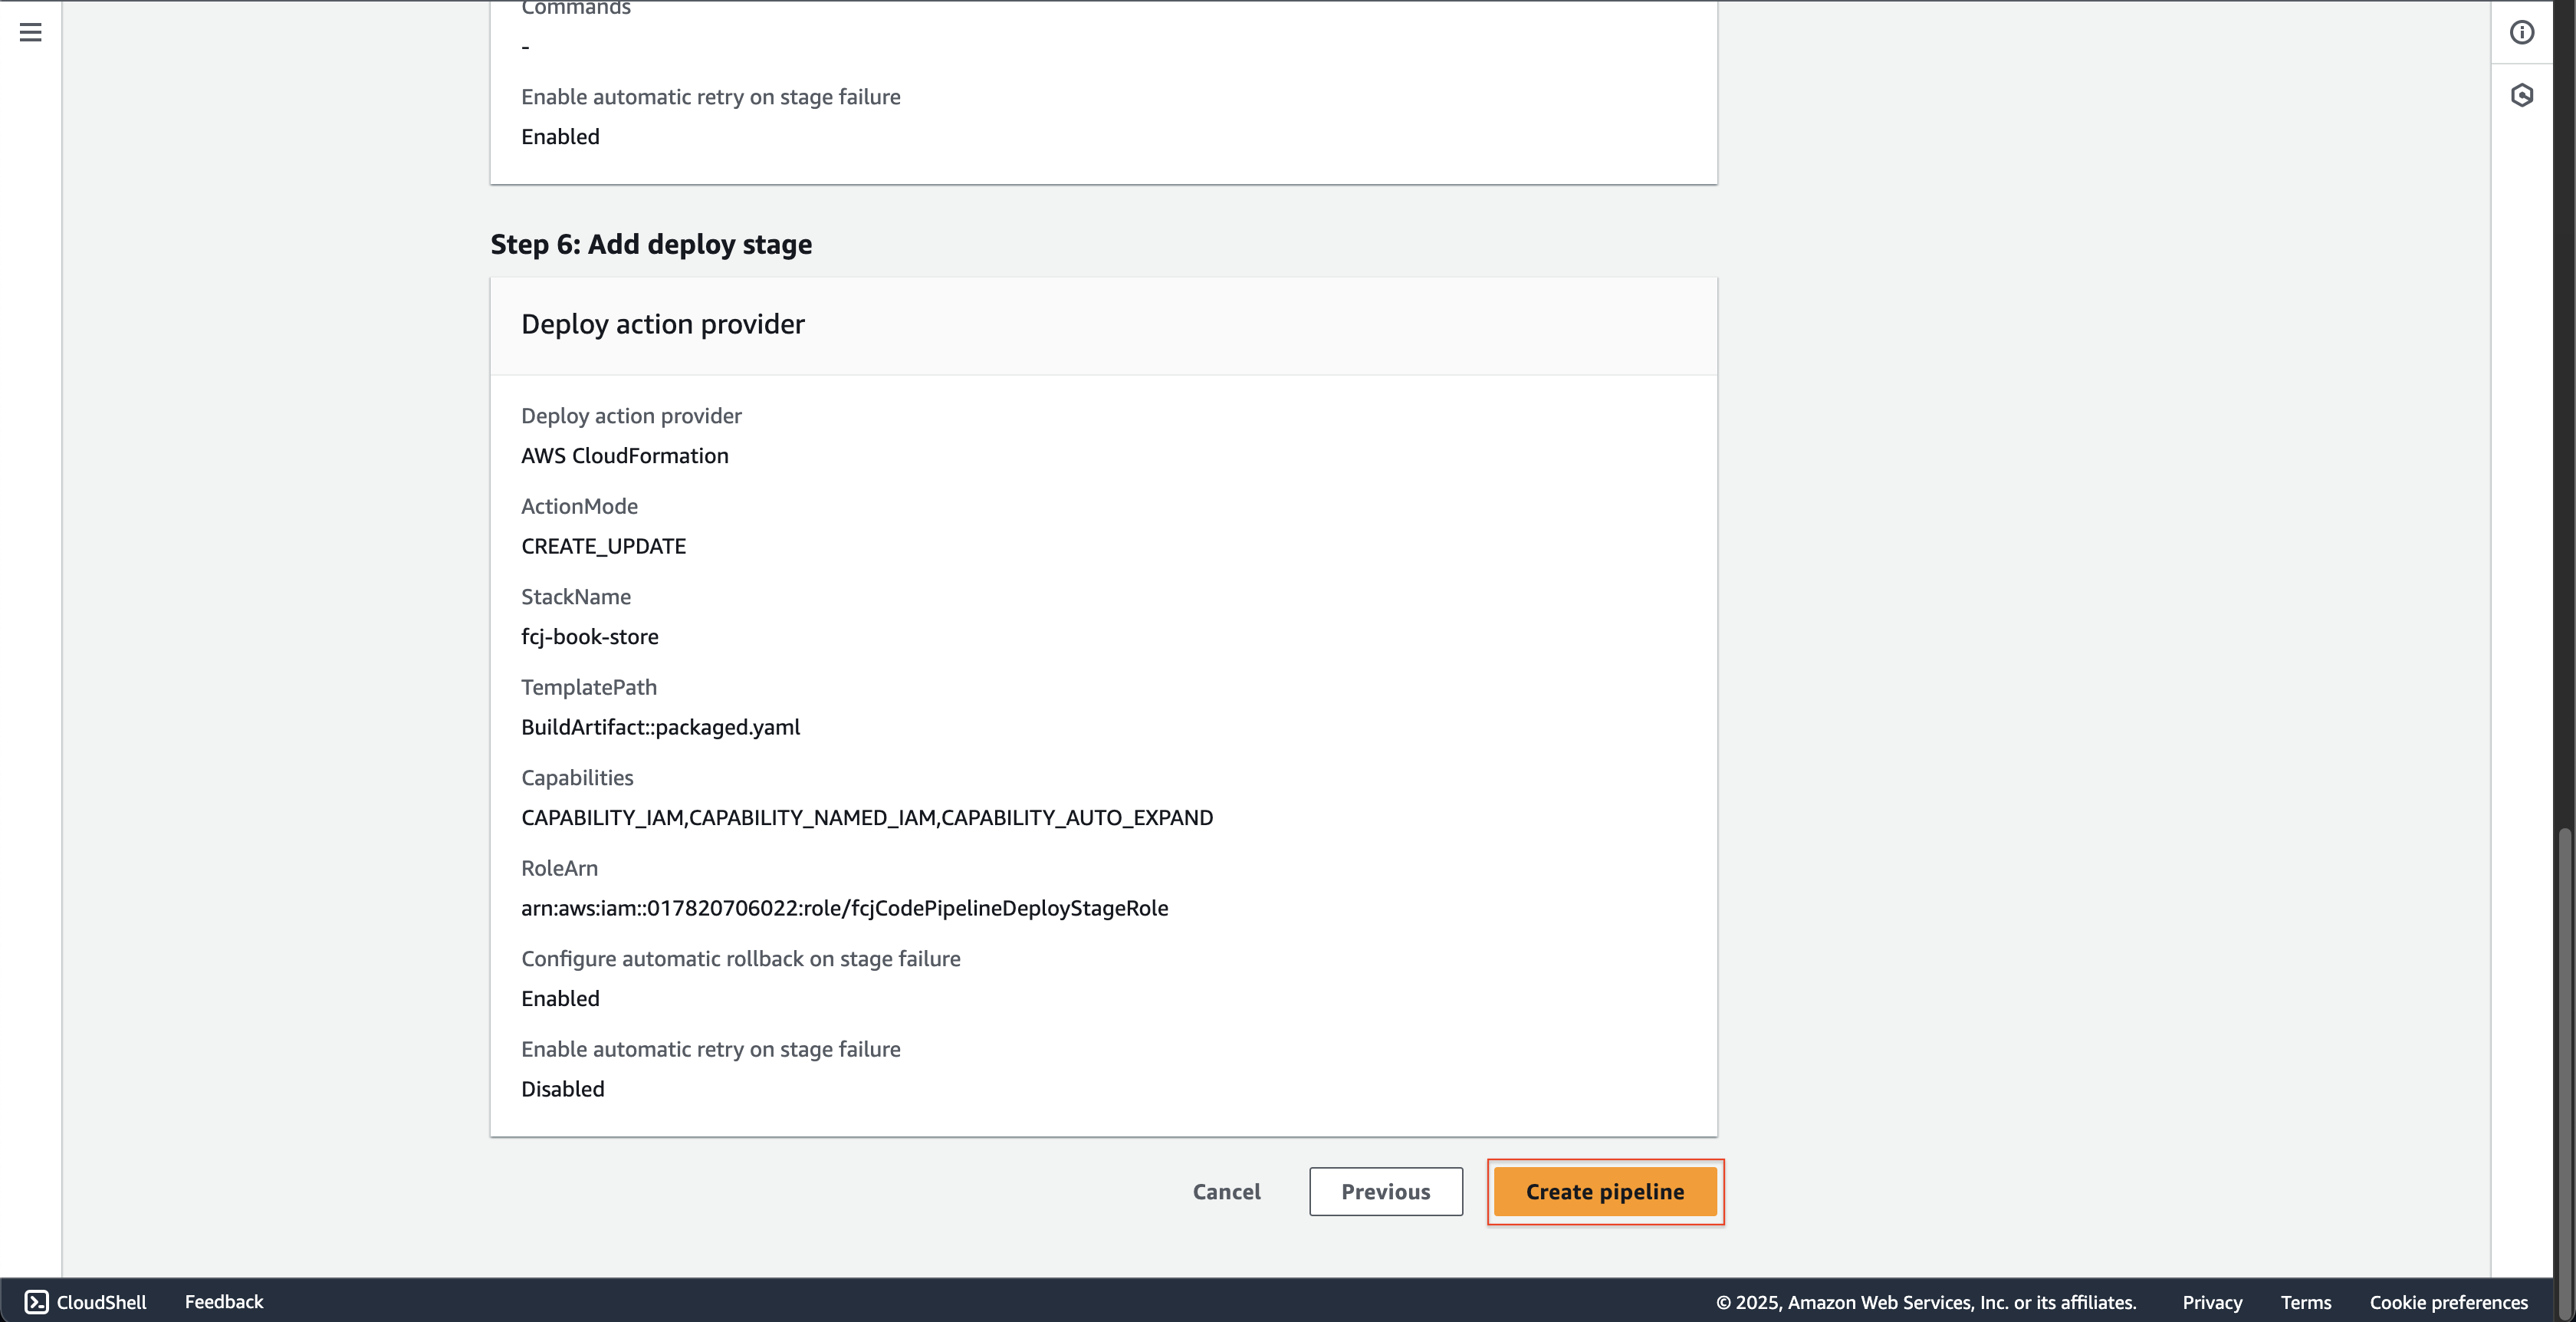 Commands
-
Enable automatic retry on stage failure
Enabled
Step 6: Add deploy stage
Deploy action provider
Deploy action provider
AWS CloudFormation
ActionMode
CREATE_UPDATE
StackName
fcj-book-store
TemplatePath
BuildArtifact::packaged.yaml
Capabilities
CAPABILITY_IAM,CAPABILITY_NAMED_IAM,CAPABILITY_AUTO_EXPAND
RoleArn
arn:aws:iam::017820706022:role/fcjCodePipelineDeployStageRole
Configure automatic rollback on stage failure
Enabled
Enable automatic retry on stage failure
Disabled
Cancel Previous Create pipeline
CloudShell Feedback © 2025, Amazon Web Services, Inc. or its affiliates. Privacy Terms Cookie preferences